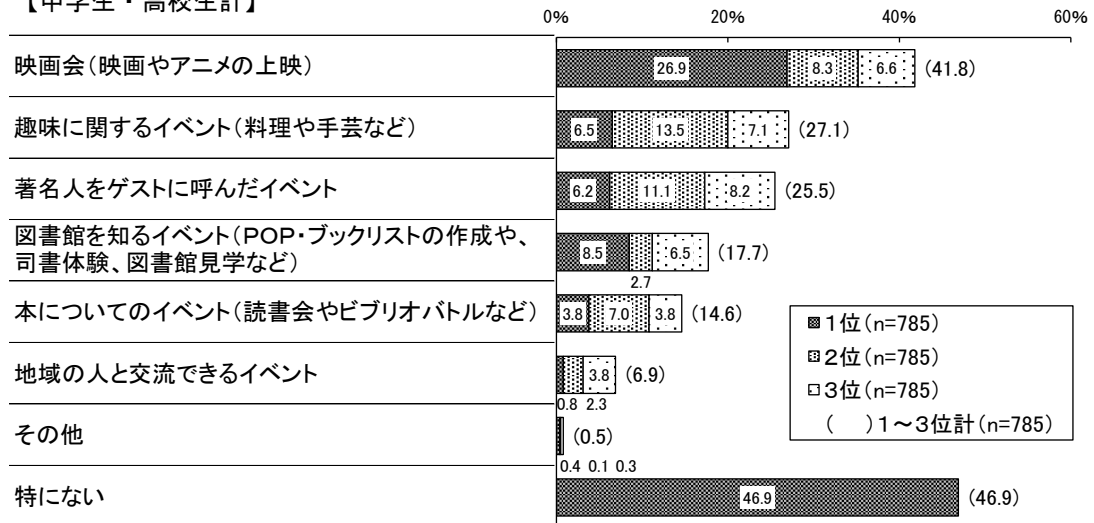 【中学生・高校生計】
0% 20% 40% 60%
映画会（映画やアニメの上映） 26.9 8.3 6.6 (41.8)
趣味に関するイベント（料理や手芸など） 6.5 13.5 7.1 (27.1)
著名人をゲストに呼んだイベント 6.2 11.1 8.2 (25.5)
図書館を知るイベント（POP・ブックリストの作成や、
司書体験、図書館見学など） 8.5 6.5 (17.7)
2.7
本についてのイベント（読書会やビブリオバトルなど） 3.8 7.0 3.8 (14.6)
地域の人と交流できるイベント 3.8 (6.9)
0.8 2.3
その他 (0.5)
0.4 0.1 0.3
特にない 46.9 (46.9)
1位(n=785)
2位(n=785)
3位(n=785)
(　)1～3位計(n=785)